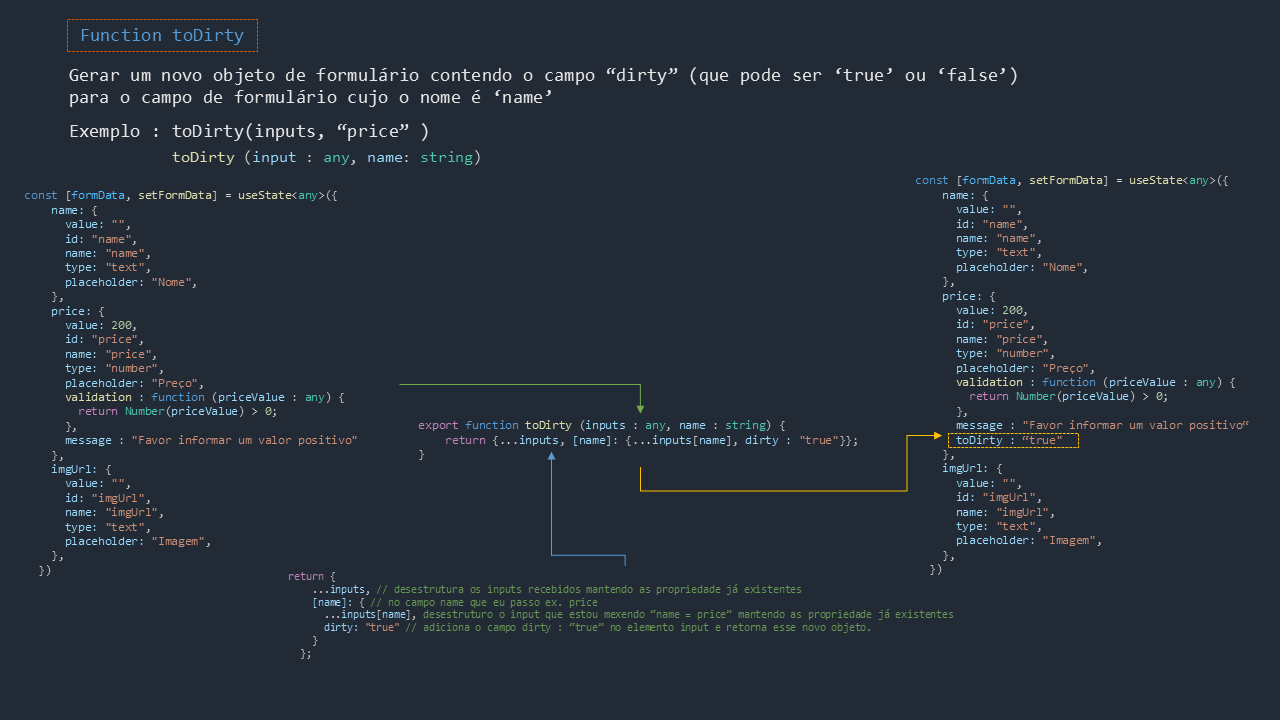 Function toDirty
Gerar um novo objeto de formulário contendo o campo “dirty” (que pode ser ‘true’ ou ‘false’)
para o campo de formulário cujo o nome é ‘name’
Exemplo : toDirty(inputs, “price” )
toDirty (input : any, name: string)
const [formData, setFormData] = useState<any>({
name: {
value: "",
id: "name",
name: "name",
type: "text",
placeholder: "Nome",
},
price: {
value: 200,
id: "price",
name: "price",
type: "number",
placeholder: "Preço",
validation : function (priceValue : any) {
return Number(priceValue) > 0;
},
message : "Favor informar um valor positivo"
},
imgUrl: {
value: "",
id: "imgUrl",
name: "imgUrl",
type: "text",
placeholder: "Imagem",
},
})
export function toDirty (inputs : any, name : string) {
return {...inputs, [name]: {...inputs[name], dirty : "true"}};
}
return {
...inputs, // desestrutura os inputs recebidos mantendo as propriedade já existentes
[name]: { // no campo name que eu passo ex. price
...inputs[name], desestruturo o input que estou mexendo “name = price” mantendo as propriedade já existentes
dirty: "true" // adiciona o campo dirty : “true” no elemento input e retorna esse novo objeto.
}
};
const [formData, setFormData] = useState<any>({
name: {
value: "",
id: "name",
name: "name",
type: "text",
placeholder: "Nome",
},
price: {
value: 200,
id: "price",
name: "price",
type: "number",
placeholder: "Preço",
validation : function (priceValue : any) {
return Number(priceValue) > 0;
},
message : "Favor informar um valor positivo“
toDirty : “true"
},
imgUrl: {
value: "",
id: "imgUrl",
name: "imgUrl",
type: "text",
placeholder: "Imagem",
},
})